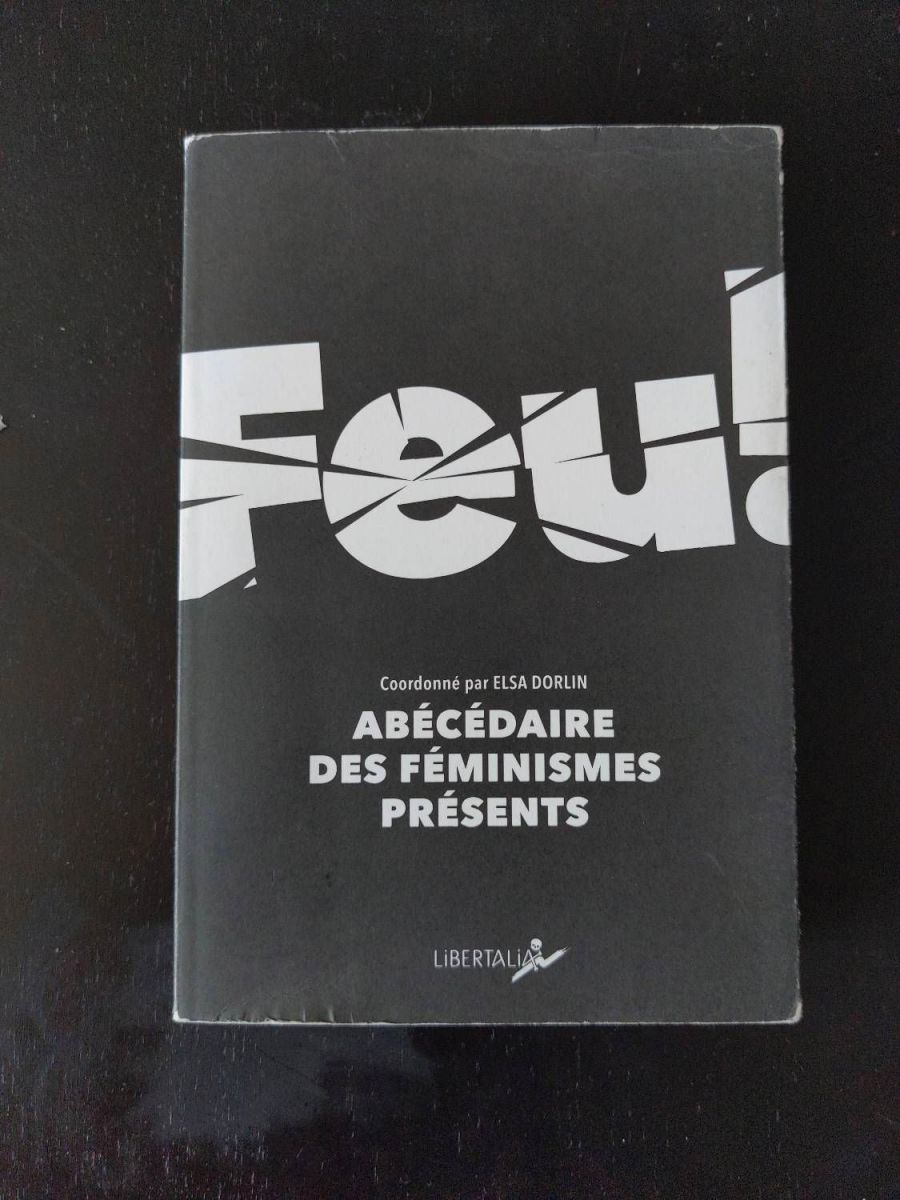 Feu!
Coordonné par ELSA DORLIN
ABÉCÉDAIRE
DES FÉMINISMES
PRÉSENTS
LiBERTALiA